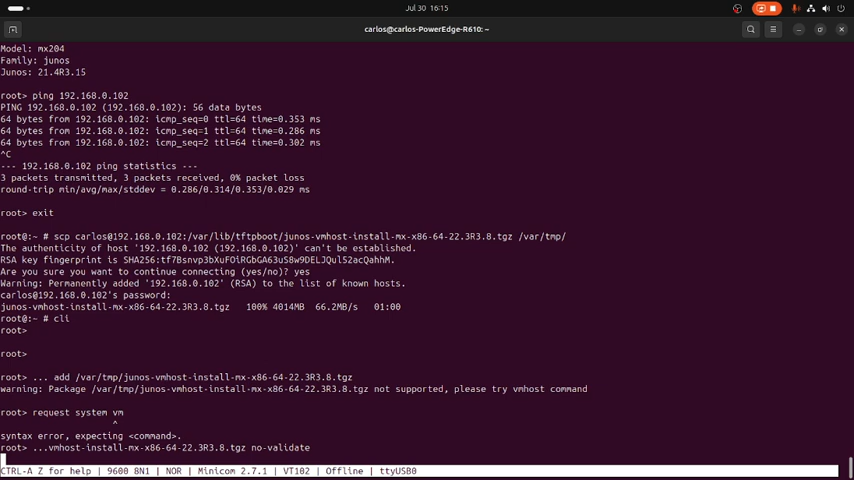 Jul 30 16:15
carlos@carlos-PowerEdge-R610: ~
Model: mx204
Family: junos
Junos: 21.4R3.15
root> ping 192.168.0.102
PING 192.168.0.102 (192.168.0.102): 56 data bytes
64 bytes from 192.168.0.102: icmp_seq=0 ttl=64 time=0.353 ms
64 bytes from 192.168.0.102: icmp_seq=1 ttl=64 time=0.286 ms
64 bytes from 192.168.0.102: icmp_seq=2 ttl=64 time=0.302 ms
^C
--- 192.168.0.102 ping statistics ---
3 packets transmitted, 3 packets received, 0% packet loss
round-trip min/avg/max/stddev = 0.286/0.314/0.353/0.029 ms
root> exit
root@:~ # scp carlos@192.168.0.102:/var/lib/tftpboot/junos-vmhost-install-mx-x86-64-22.3R3.8.tgz /var/tmp/
The authenticity of host '192.168.0.102 (192.168.0.102)' can't be established.
RSA key fingerprint is SHA256:tf7Bsnvp3bXuFOiRGbGA63uS8w9DELJQul52acQahhM.
Are you sure you want to continue connecting (yes/no)? yes
Warning: Permanently added '192.168.0.102' (RSA) to the list of known hosts.
carlos@192.168.0.102's password:
junos-vmhost-install-mx-x86-64-22.3R3.8.tgz 100% 4014MB 66.2MB/s 01:00
root@:~ # cli
root>
root>
root> ... add /var/tmp/junos-vmhost-install-mx-x86-64-22.3R3.8.tgz
warning: Package /var/tmp/junos-vmhost-install-mx-x86-64-22.3R3.8.tgz not supported, please try vmhost command
root> request system vm
^
syntax error, expecting <command>.
root> ...vmhost-install-mx-x86-64-22.3R3.8.tgz no-validate
CTRL-A Z for help | 9600 8N1 | NOR | Minicom 2.7.1 | VT102 | Offline | ttyUSB0